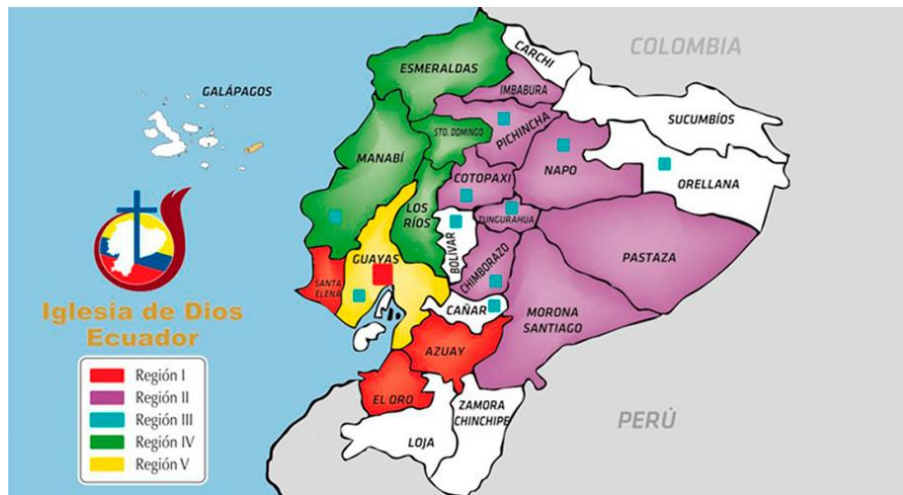 COLOMBIA
CARCHI
ESMERALDAS
IMBABURA
GALÁPAGOS
SUCUMBÍOS
PICHINCHA
STO. DOMINGO
MANABÍ
NAPO
COTOPAXI
ORELLANA
LOS
RÍOS
TUNGURAHUA
BOLIVAR
GUAYAS
CHIMBORAZO
PASTAZA
SANTA
ELENA
Iglesia de Dios
Ecuador
CAÑAR
MORONA
SANTIAGO
AZUAY
Región I
Región II
Región III
Región IV
Región V
EL ORO
ZAMORA
CHINCHIPE
LOJA
PERÚ